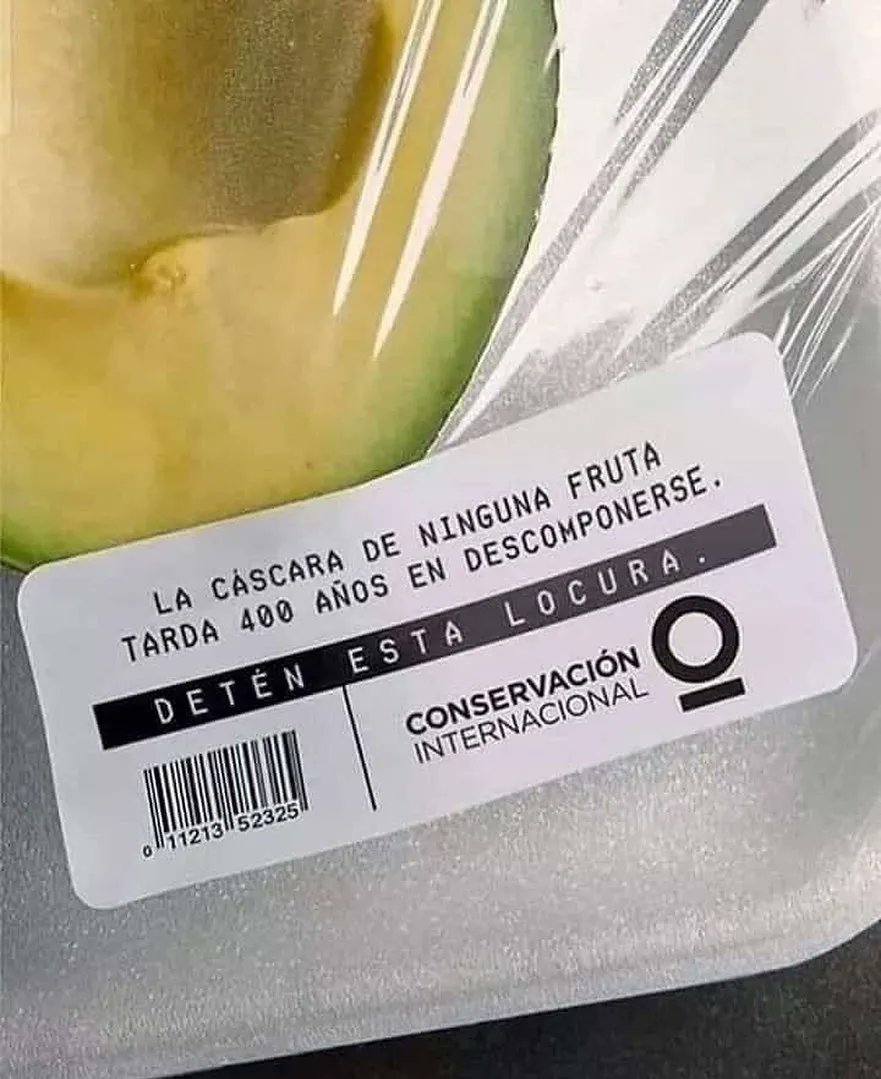 LA CÁSCARA DE NINGUNA FRUTA
TARDA 400 AÑOS EN DESCOMPONERSE.
DETÉN ESTA LOCURA.
CONSERVACIÓN
INTERNACIONAL
0 11213 52325